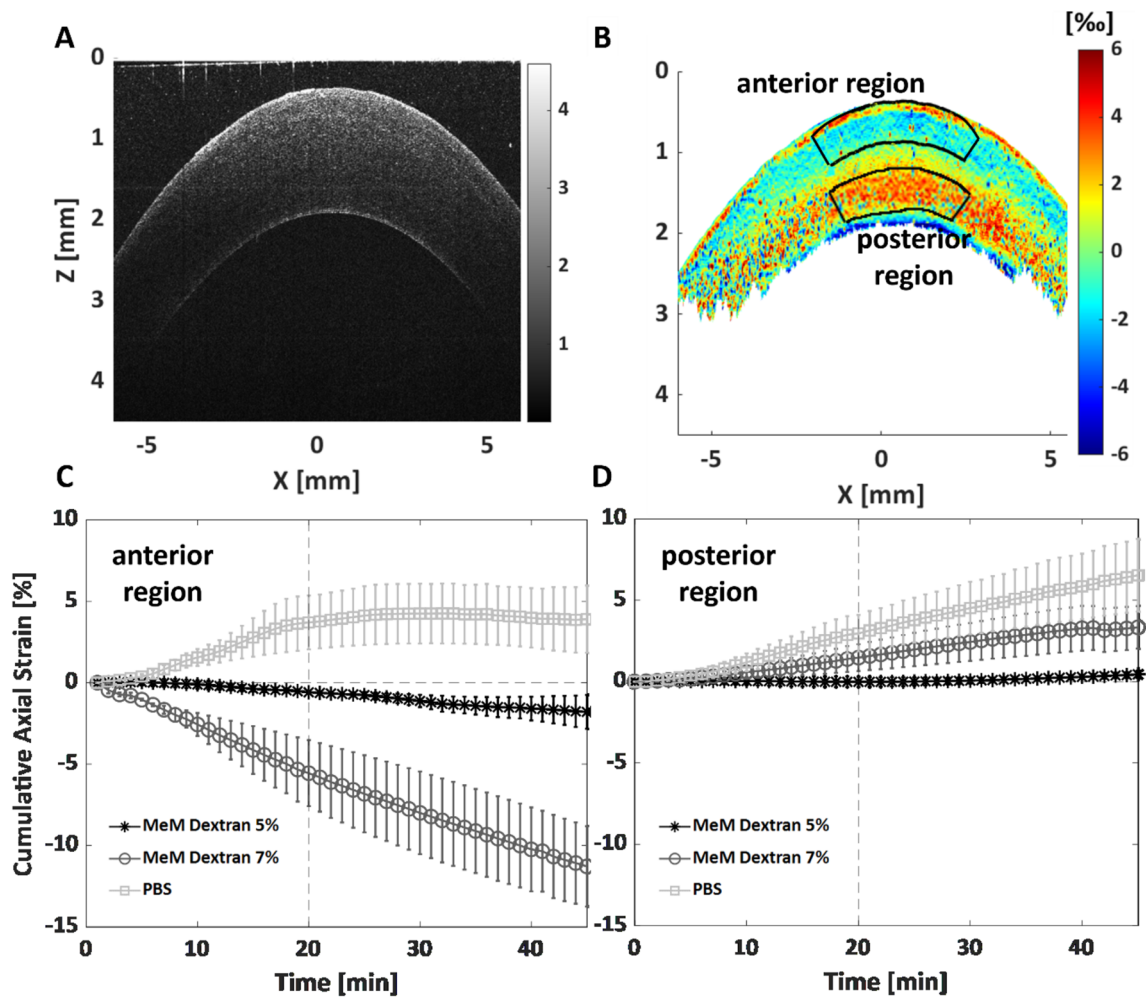 A
0
1
2
3
4
Z [mm]
-5
0
5
X [mm]
4
3
2
1
B
[‰]
0
1
2
3
4
anterior region
posterior
region
-5
0
5
X [mm]
6
4
2
0
-2
-4
-6
C
10
5
0
-5
-10
-15
Cumulative Axial Strain [%]
anterior
region
MeM Dextran 5%
MeM Dextran 7%
PBS
0
10
20
30
40
Time [min]
D
10
5
0
-5
-10
-15
posterior
region
MeM Dextran 5%
MeM Dextran 7%
PBS
0
10
20
30
40
Time [min]